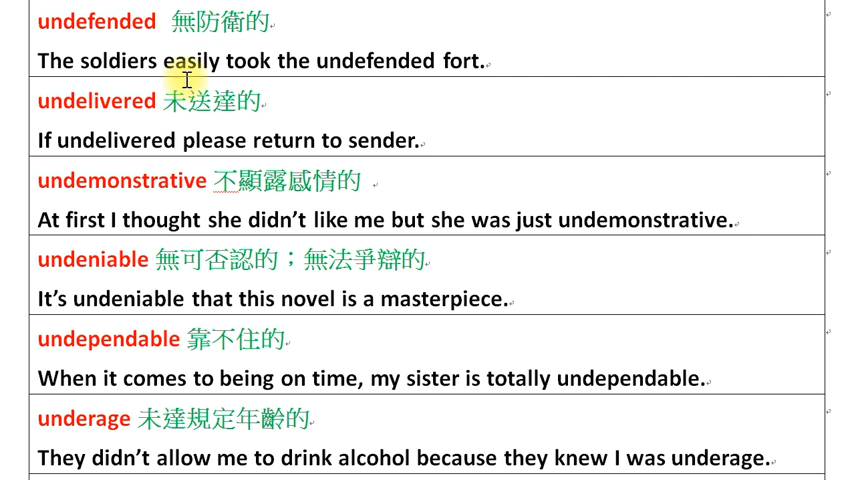 undefended 無防衛的
The soldiers easily took the undefended fort.
undelivered 未送達的
If undelivered please return to sender.
undemonstrative 不顯露感情的
At first I thought she didn’t like me but she was just undemonstrative.
undeniable 無可否認的；無法爭辯的
It’s undeniable that this novel is a masterpiece.
undependable 靠不住的
When it comes to being on time, my sister is totally undependable.
underage 未達規定年齡的
They didn’t allow me to drink alcohol because they knew I was underage.